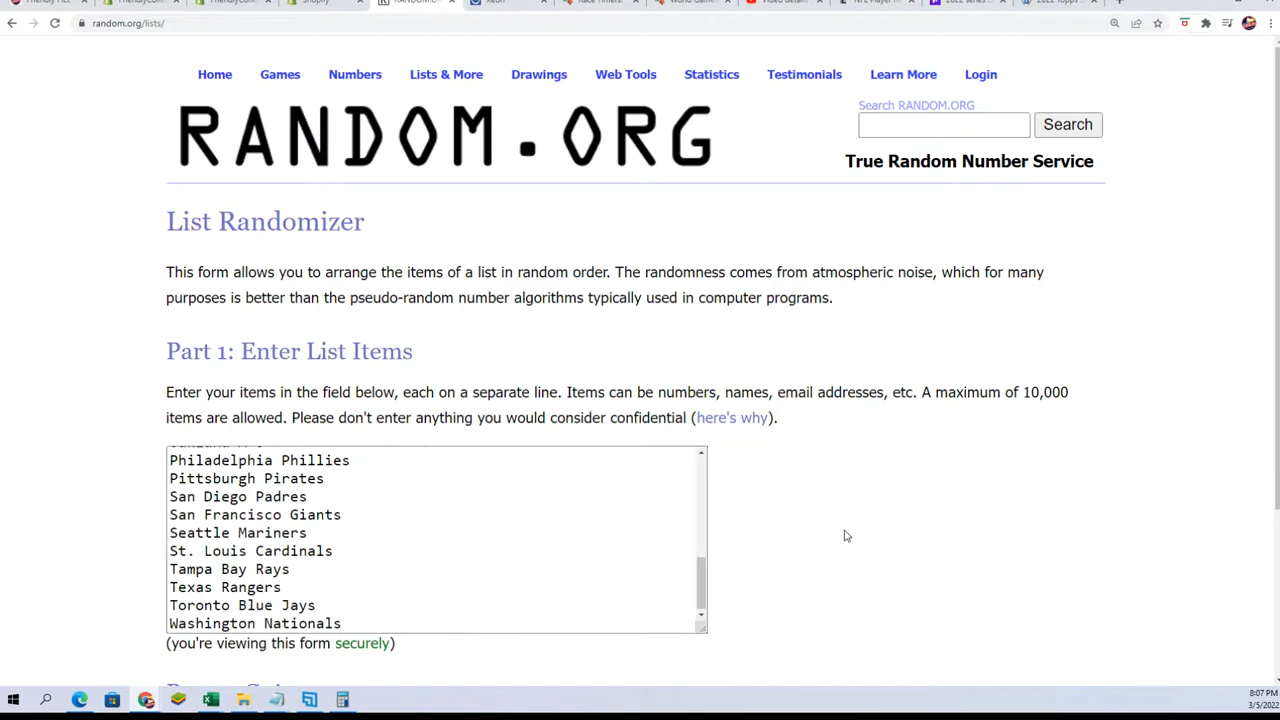 Shopify
RANDOM.O
random.org/lists/
Home Games Numbers Lists & More Drawings Web Tools Statistics Testimonials Learn More Login
RANDOM.ORG
Search RANDOM.ORG
Search
True Random Number Service
List Randomizer
This form allows you to arrange the items of a list in random order. The randomness comes from atmospheric noise, which for many
purposes is better than the pseudo-random number algorithms typically used in computer programs.
Part 1: Enter List Items
Enter your items in the field below, each on a separate line. Items can be numbers, names, email addresses, etc. A maximum of 10,000
items are allowed. Please don't enter anything you would consider confidential (here's why).
Philadelphia Phillies
Pittsburgh Pirates
San Diego Padres
San Francisco Giants
Seattle Mariners
St. Louis Cardinals
Tampa Bay Rays
Texas Rangers
Toronto Blue Jays
Washington Nationals
(you're viewing this form securely)
8:07 PM
3/5/2022